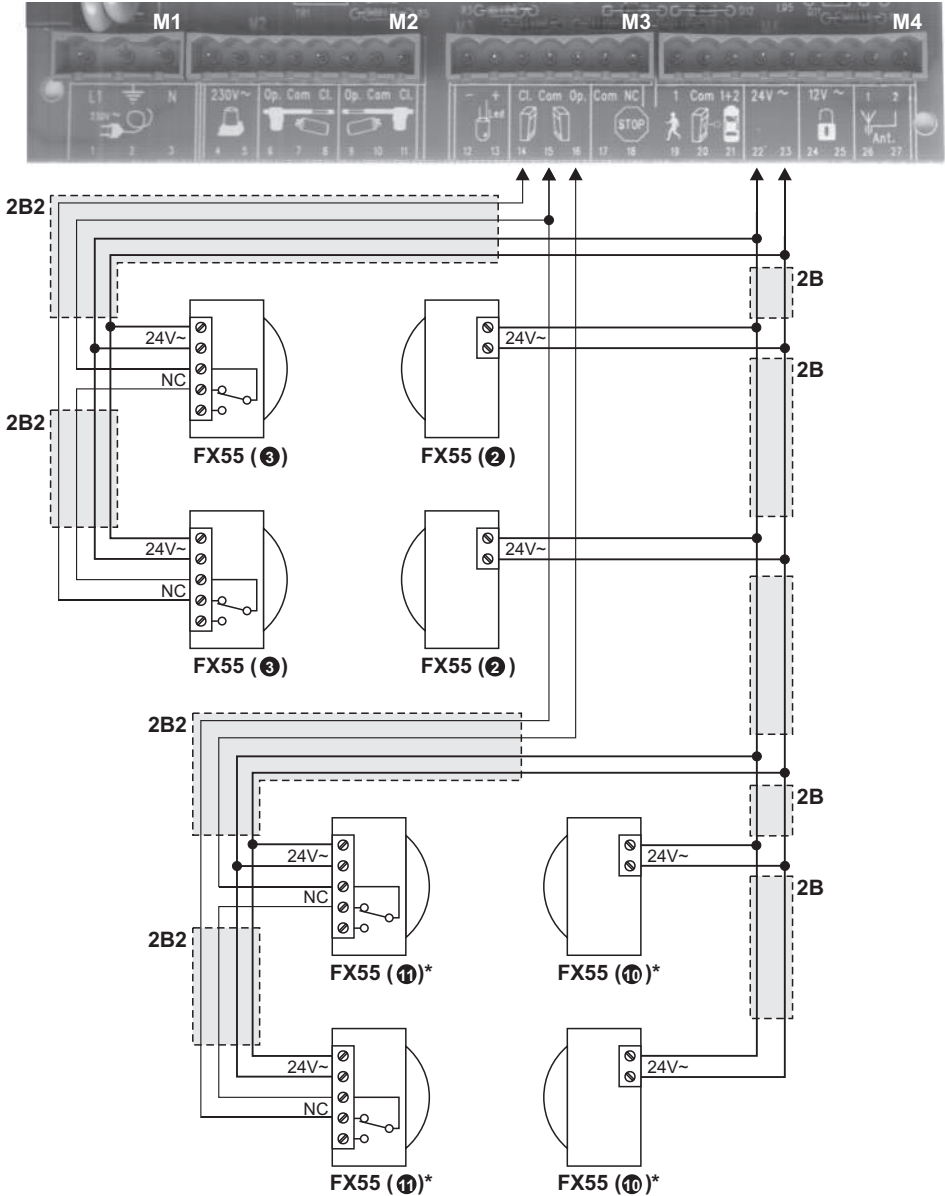 M1 M2 M3 M4
L1 N 230V~ Op. Com Cl. Op. Com Cl. - + Cl. Com Op. Com NC 1 Com 1+2 24V ~ 12V ~ 1 2
230V~ Led STOP Ant.
1 2 3 4 5 6 7 8 9 10 11 12 13 14 15 16 17 18 19 20 21 22 23 24 25 26 27
2B2
2B
24V~ 24V~
2B
NC
2B2
FX55 (3) FX55 (2)
24V~ 24V~
NC
FX55 (3) FX55 (2)
2B2
2B
24V~ 24V~
2B
NC
2B2
FX55 (11)* FX55 (10)*
24V~ 24V~
NC
FX55 (11)* FX55 (10)*